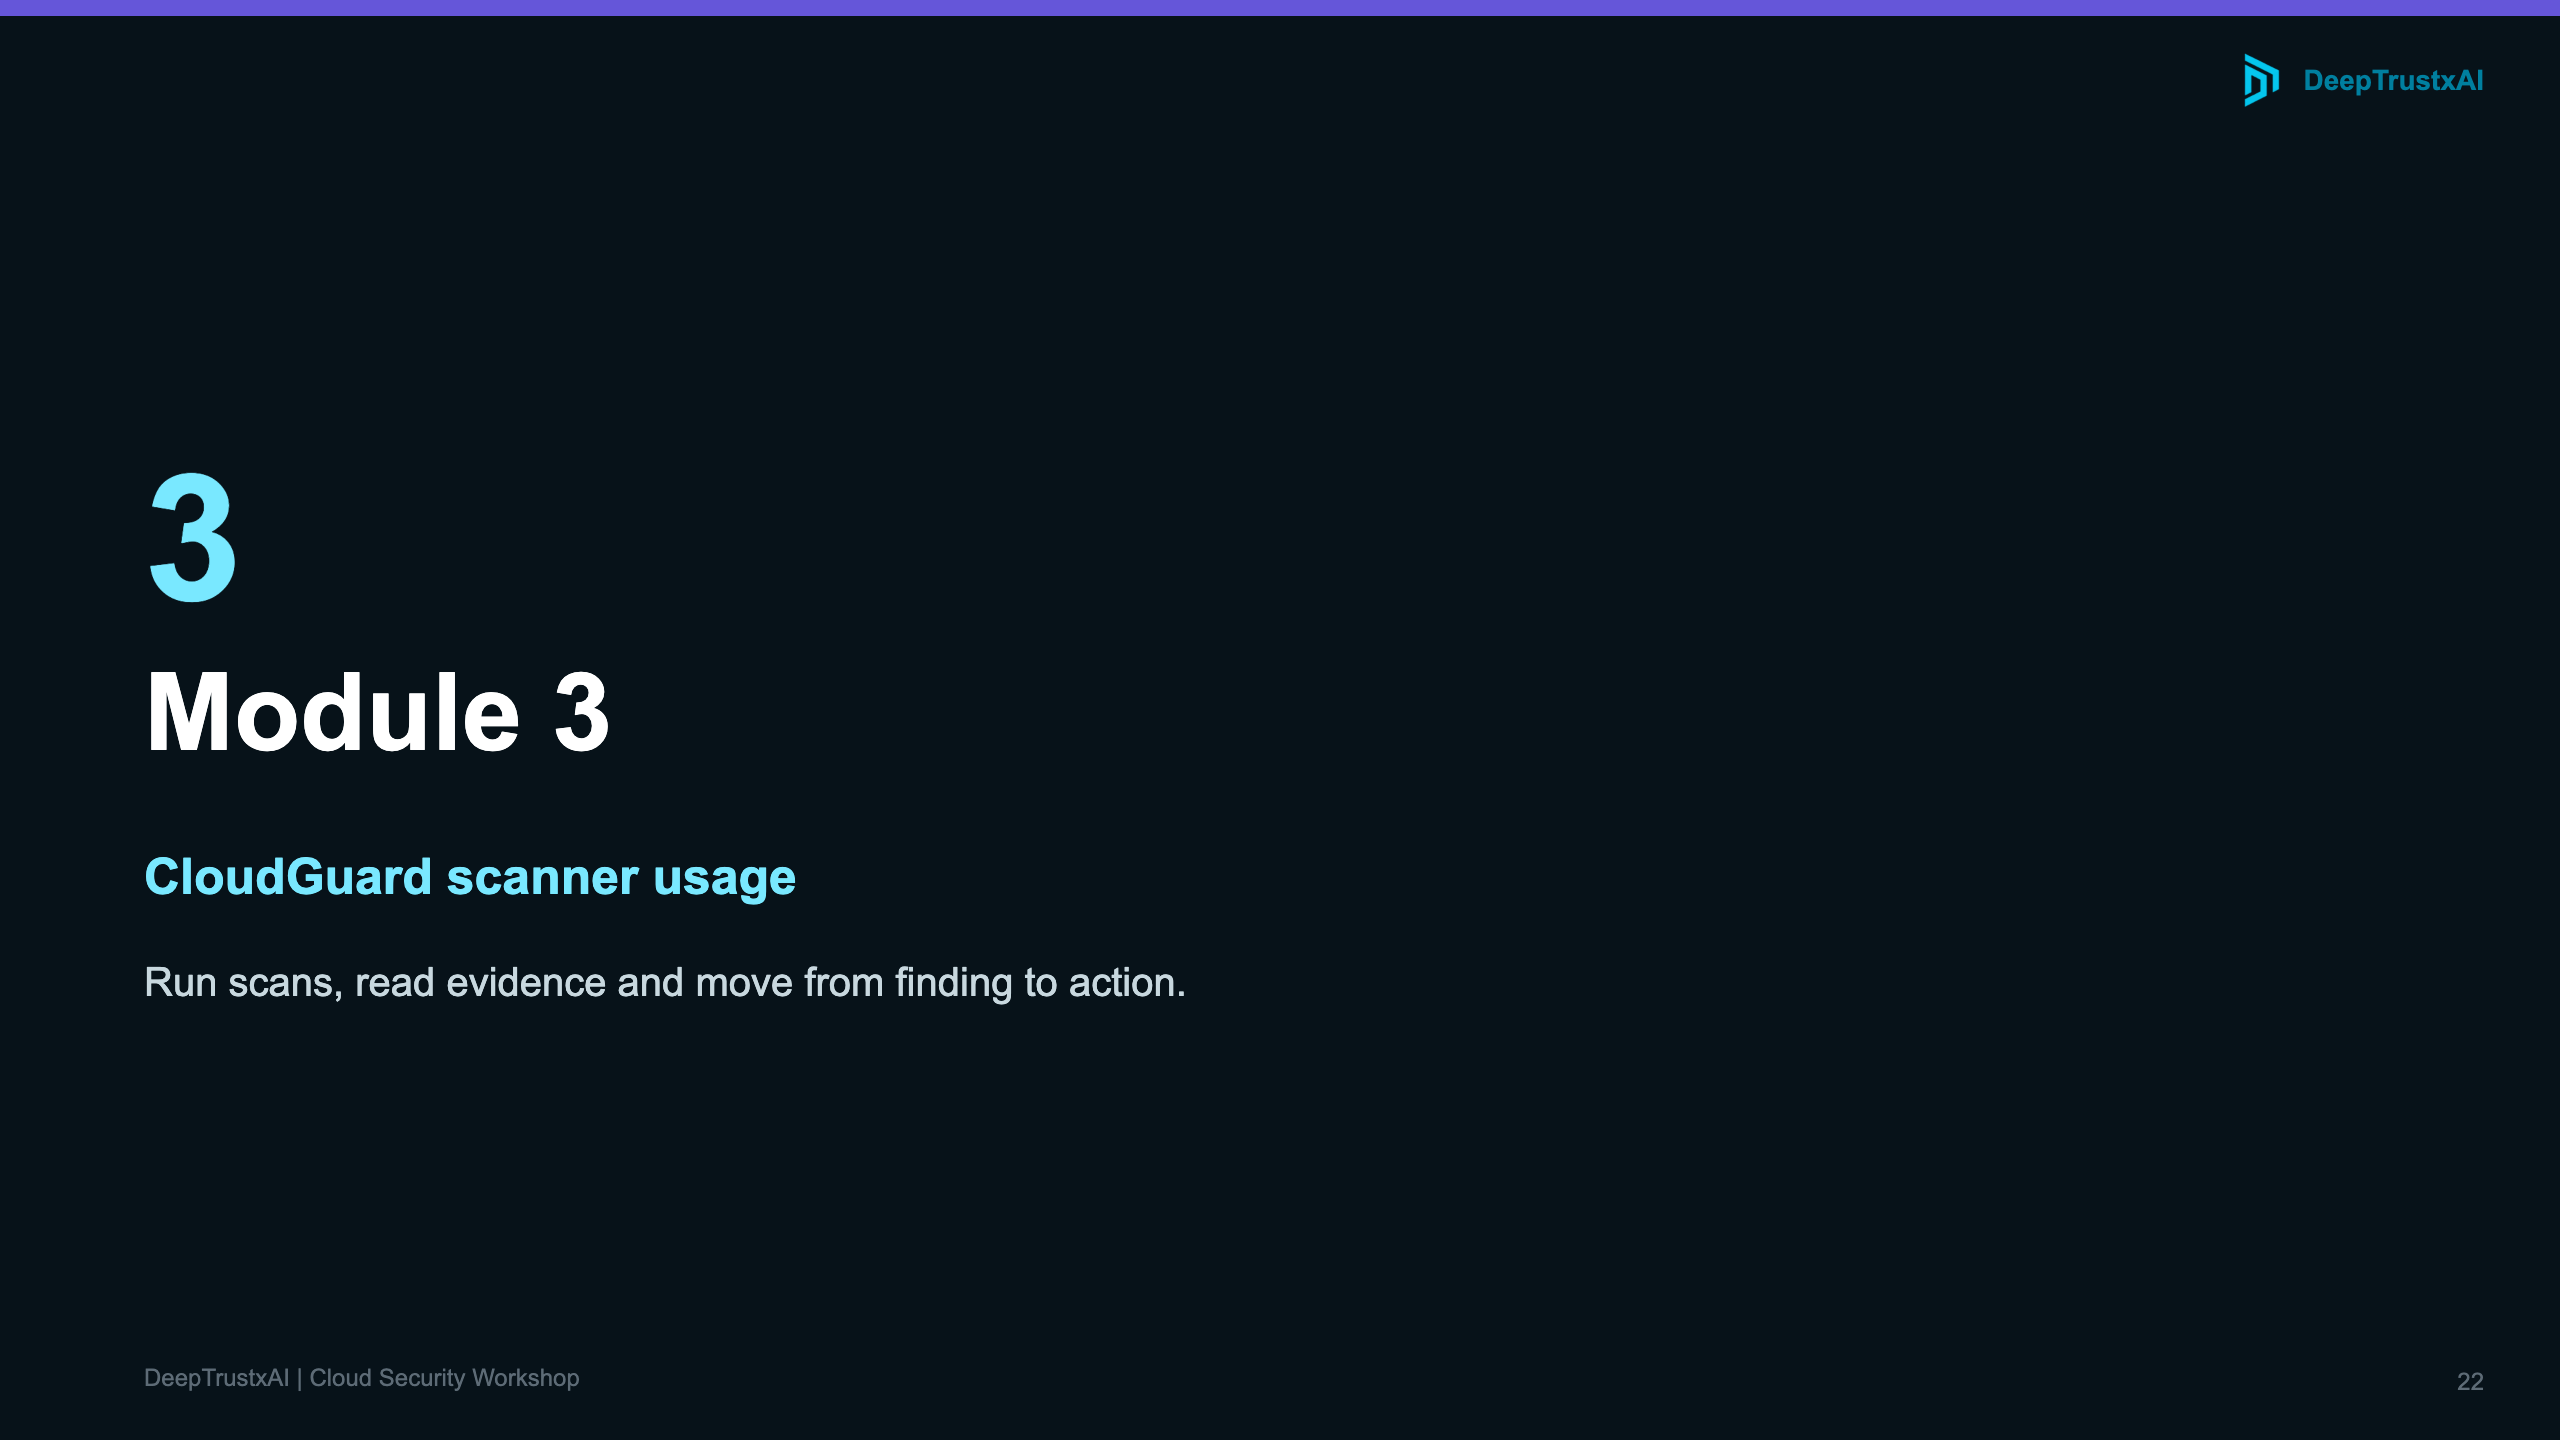 DeepTrustxAI
3
Module 3
CloudGuard scanner usage
Run scans, read evidence and move from finding to action.
DeepTrustxAI | Cloud Security Workshop
22